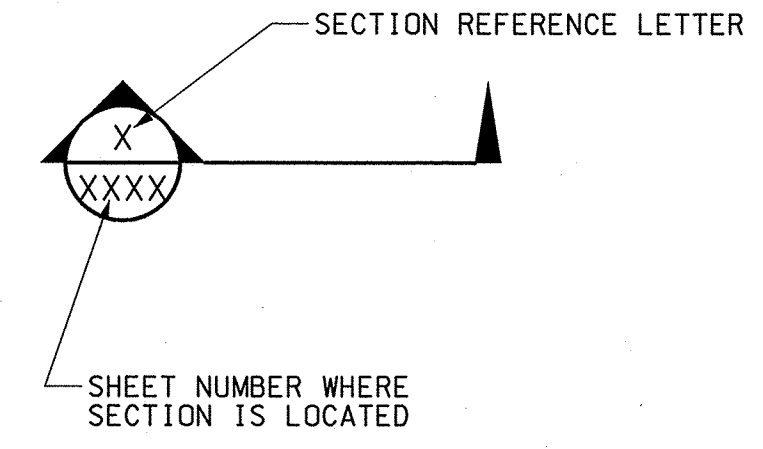 SECTION REFERENCE LETTER
X
XXXX
SHEET NUMBER WHERE
SECTION IS LOCATED